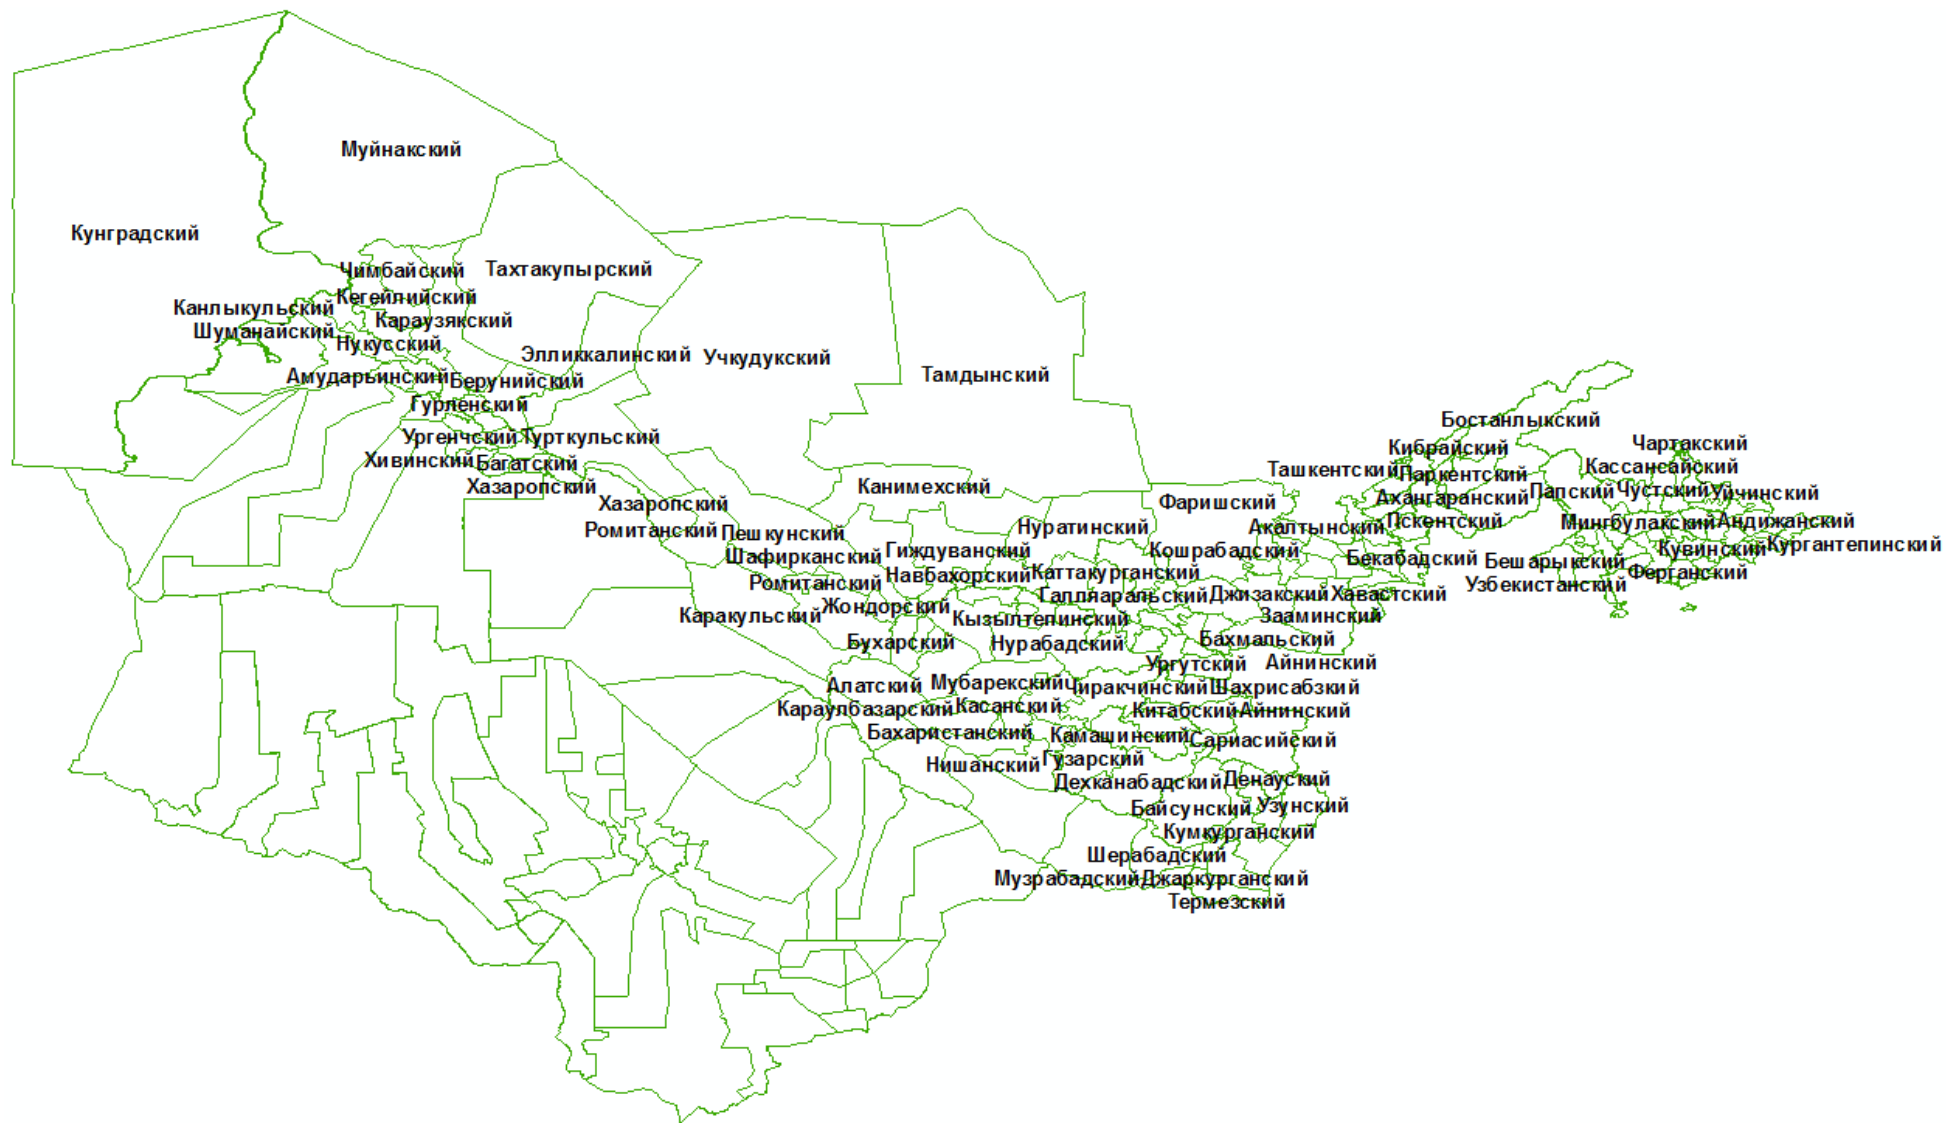 Муйнакский
Кунградский
Чимбайский
Тахтакупырский
Кегейлийский
Канлыкульский
Караузякский
Шуманайский
Нукусский
Элликкалинский
Учкудукский
Тамдынский
Амударьинский
Берунийский
Гурленский
Бостанлыкский
Ургенчский
Турткульский
Чартакский
Кибрайский
Хивинский
Багатский
Ташкентский
Паркентский
Кассансайский
Хазаропский
Канимехский
Папский
Чустский
Уйчинский
Хазаропский
Фаришский
Ахангаранский
Ромитанский
Пешкунский
Нуратинский
Акалтынский
Пскентский
Мингбулакский
Андижанский
Шафирканский
Гиждуванский
Кошрабадский
Бекабадский
Бешарыкский
Кувинский
Кургантепинский
Ромитанский
Навбахорский
Каттакурганский
Узбекистанский
Ферганский
Жондорский
Галляаральский
Джизакский
Хавастский
Каракульский
Кызылтепинский
Зааминский
Бухарский
Нурабадский
Бахмальский
Ургутский
Айнинский
Алатский
Мубарекский
Чиракчинский
Шахрисабзкий
Караулбазарский
Касанский
Китабский
Айнинский
Бахаристанский
Камашинский
Сариасийский
Нишанский
Гузарский
Дехканабадский
Денауский
Байсунский
Узунский
Кумкурганский
Шерабадский
Музрабадский
Джаркурганский
Термезский